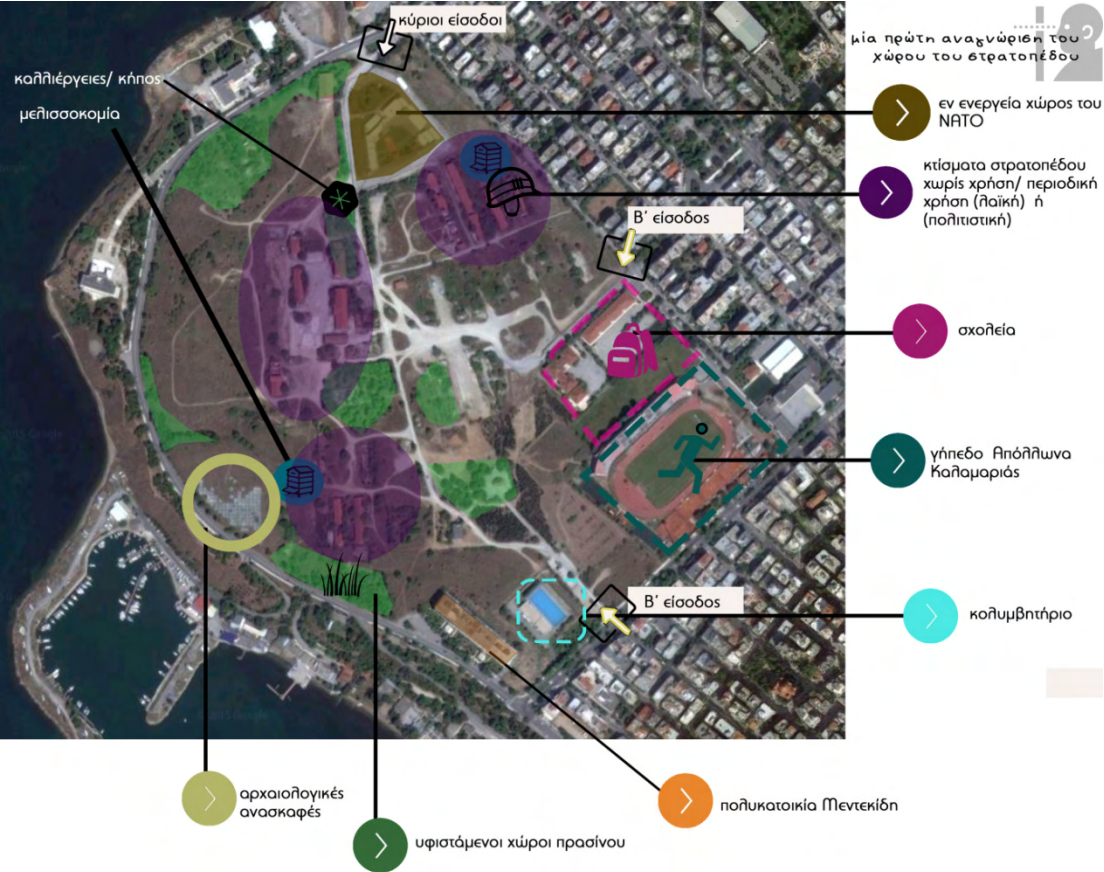 κύριοι είσοδοι
μία πρώτη αναγνώριση του
χώρου του στρατοπέδου
καλλιέργειες/ κήπος
μελισσοκομία
εν ενεργεία χώρος του
ΝΑΤΟ
κτίσματα στρατοπέδου
χωρίς χρήση/ περιοδική
χρήση (λαϊκή) ή
(πολιτιστική)
Β' είσοδος
σχολεία
γήπεδο Απόλλωνα
Καλαμαριάς
Β' είσοδος
κολυμβητήριο
αρχαιολογικές
ανασκαφές
πολυκατοικία Μεντεκίδη
υφιστάμενοι χώροι πρασίνου